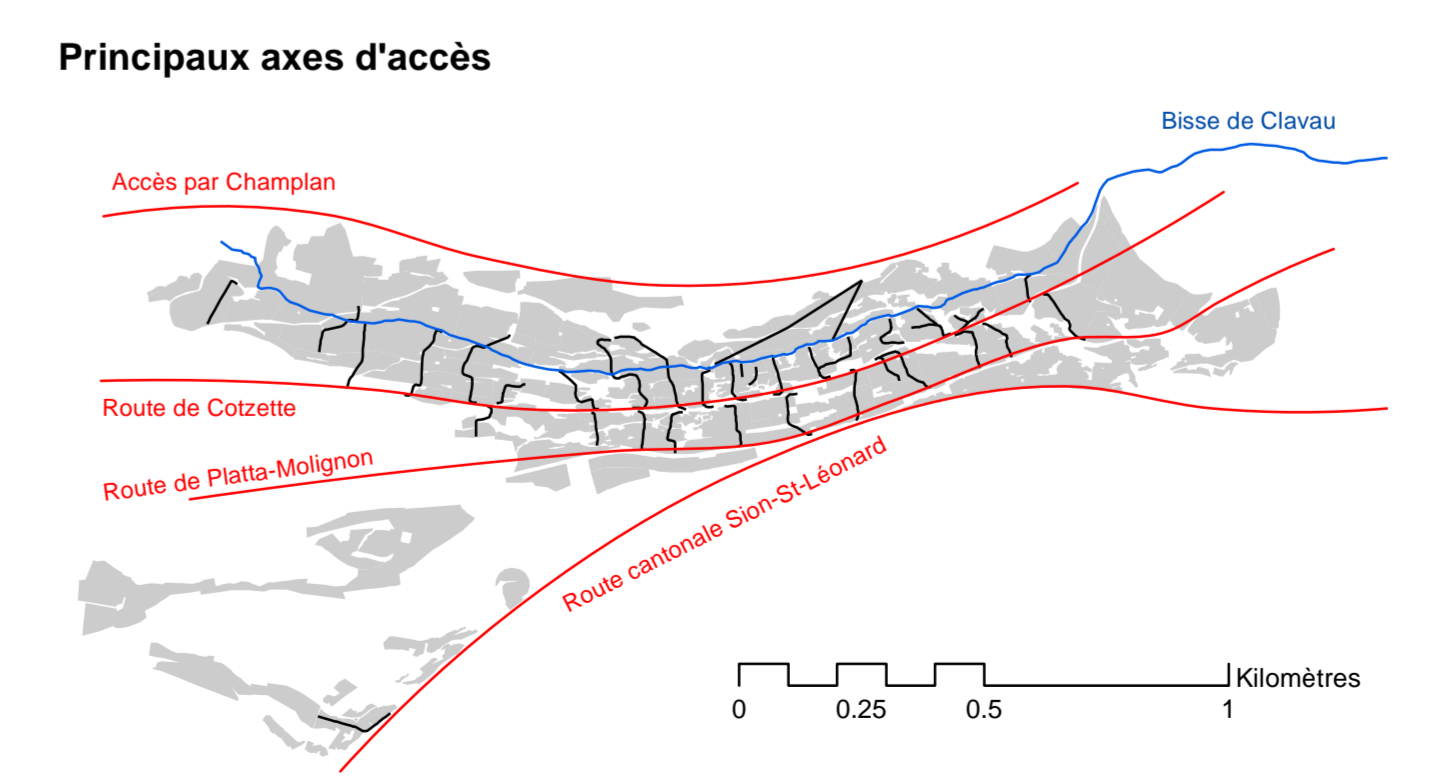 Principaux axes d'accès
Bisse de Clavau
Accès par Champlan
Route de Cotzette
Route de Platta-Molignon
Route cantonale Sion-St-Léonard
Kilomètres
0 0.25 0.5 1